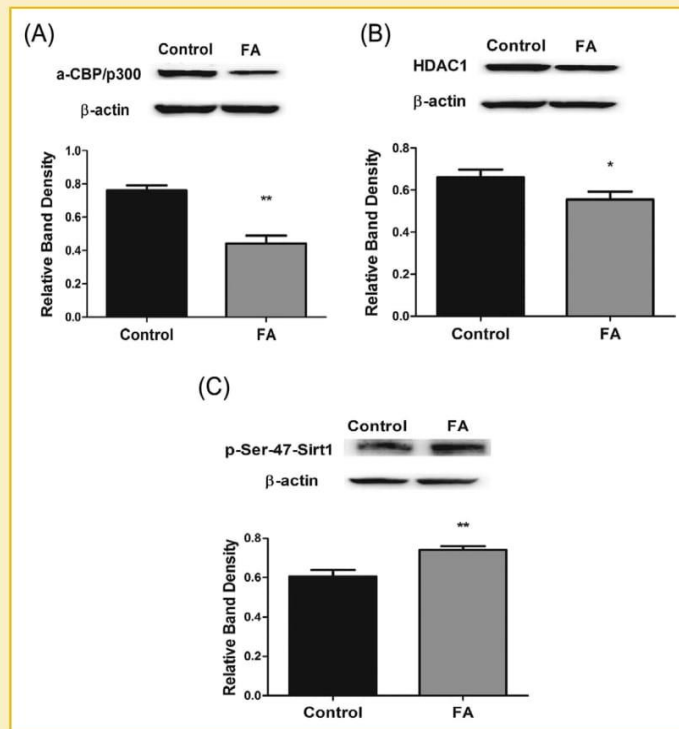 (A)
Control FA
a-CBP/p300
β-actin
Relative Band Density
1.0
0.8
0.6
0.4
0.2
0.0
**
Control FA
(B)
Control FA
HDAC1
β-actin
Relative Band Density
0.8
0.6
0.4
0.2
0.0
*
Control FA
(C)
Control FA
p-Ser-47-Sirt1
β-actin
Relative Band Density
0.8
0.6
0.4
0.2
0.0
**
Control FA